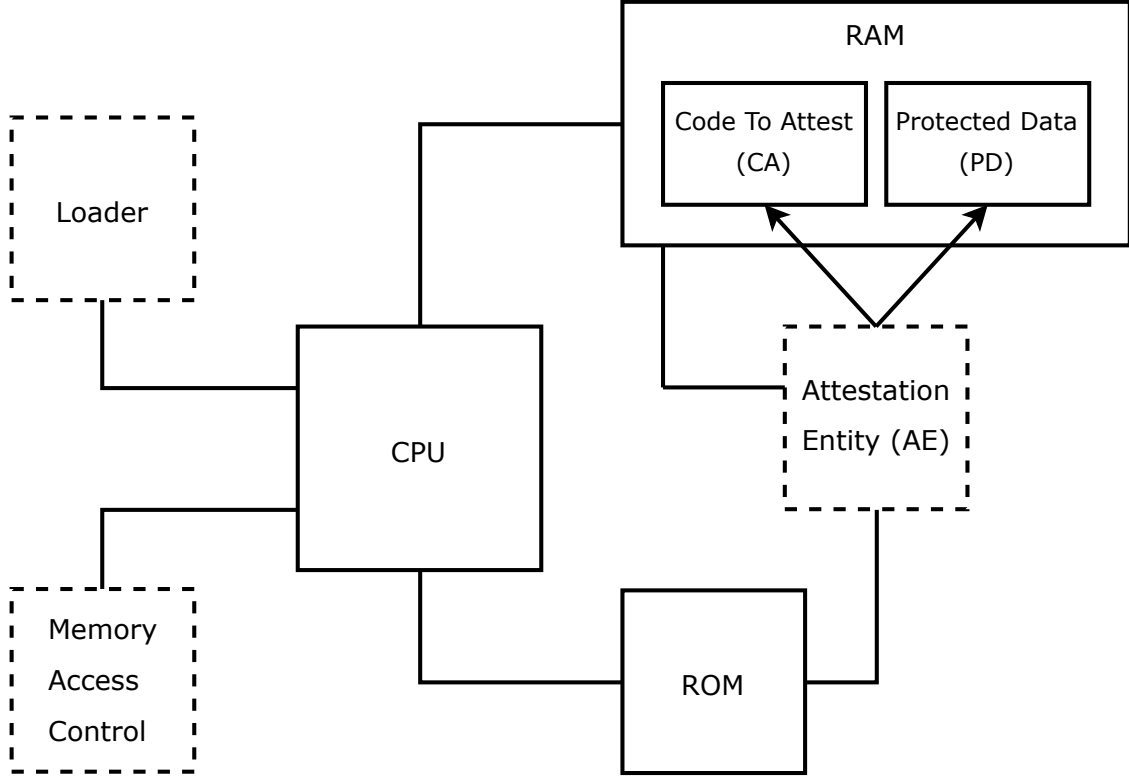 RAM
Code To Attest
(CA)
Protected Data
(PD)
Loader
Attestation
Entity (AE)
CPU
Memory
Access
Control
ROM